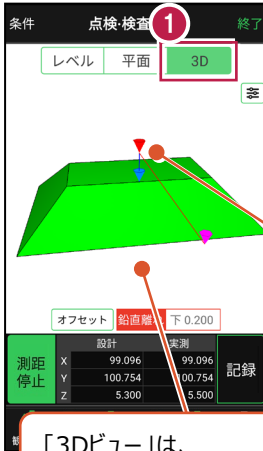 条件 点検·検査 1 終了
レベル 平面 3D
オフセット 鉛直離 下 0.200
設計 実測
測距
停止
X 99.096 99.096
Y 100.754 100.754
Z 5.300 5.500
記録
「3Dビュー」は、